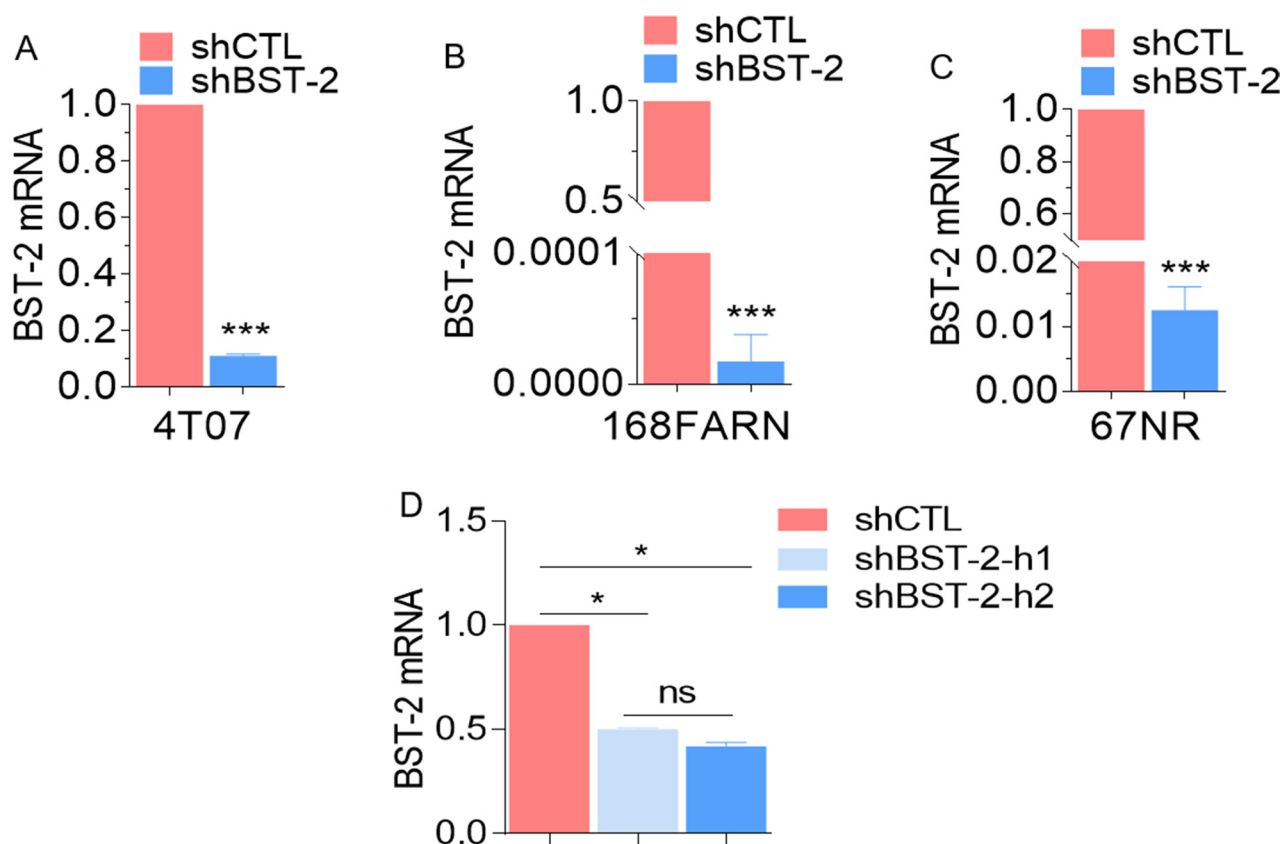 A
shCTL
shBST-2
BST-2 mRNA
1.0
0.8
0.6
0.4
0.2
0.0
***
4T07
B
shCTL
shBST-2
BST-2 mRNA
1.0
0.5
0.0001
0.0000
***
168FARN
C
shCTL
shBST-2
BST-2 mRNA
1.0
0.8
0.6
0.02
0.01
0.00
***
67NR
D
shCTL
shBST-2-h1
shBST-2-h2
BST-2 mRNA
1.5
1.0
0.5
0.0
*
*
ns